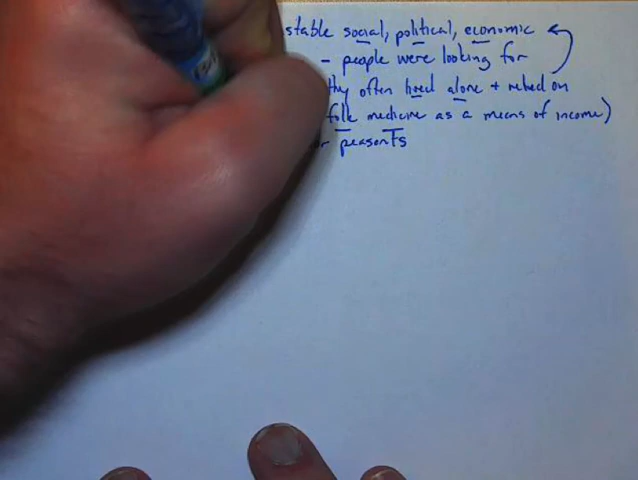 stable social, political, economic
- people were looking for
they often lived alone + relied on
folk medicine as a means of income)
or peasants